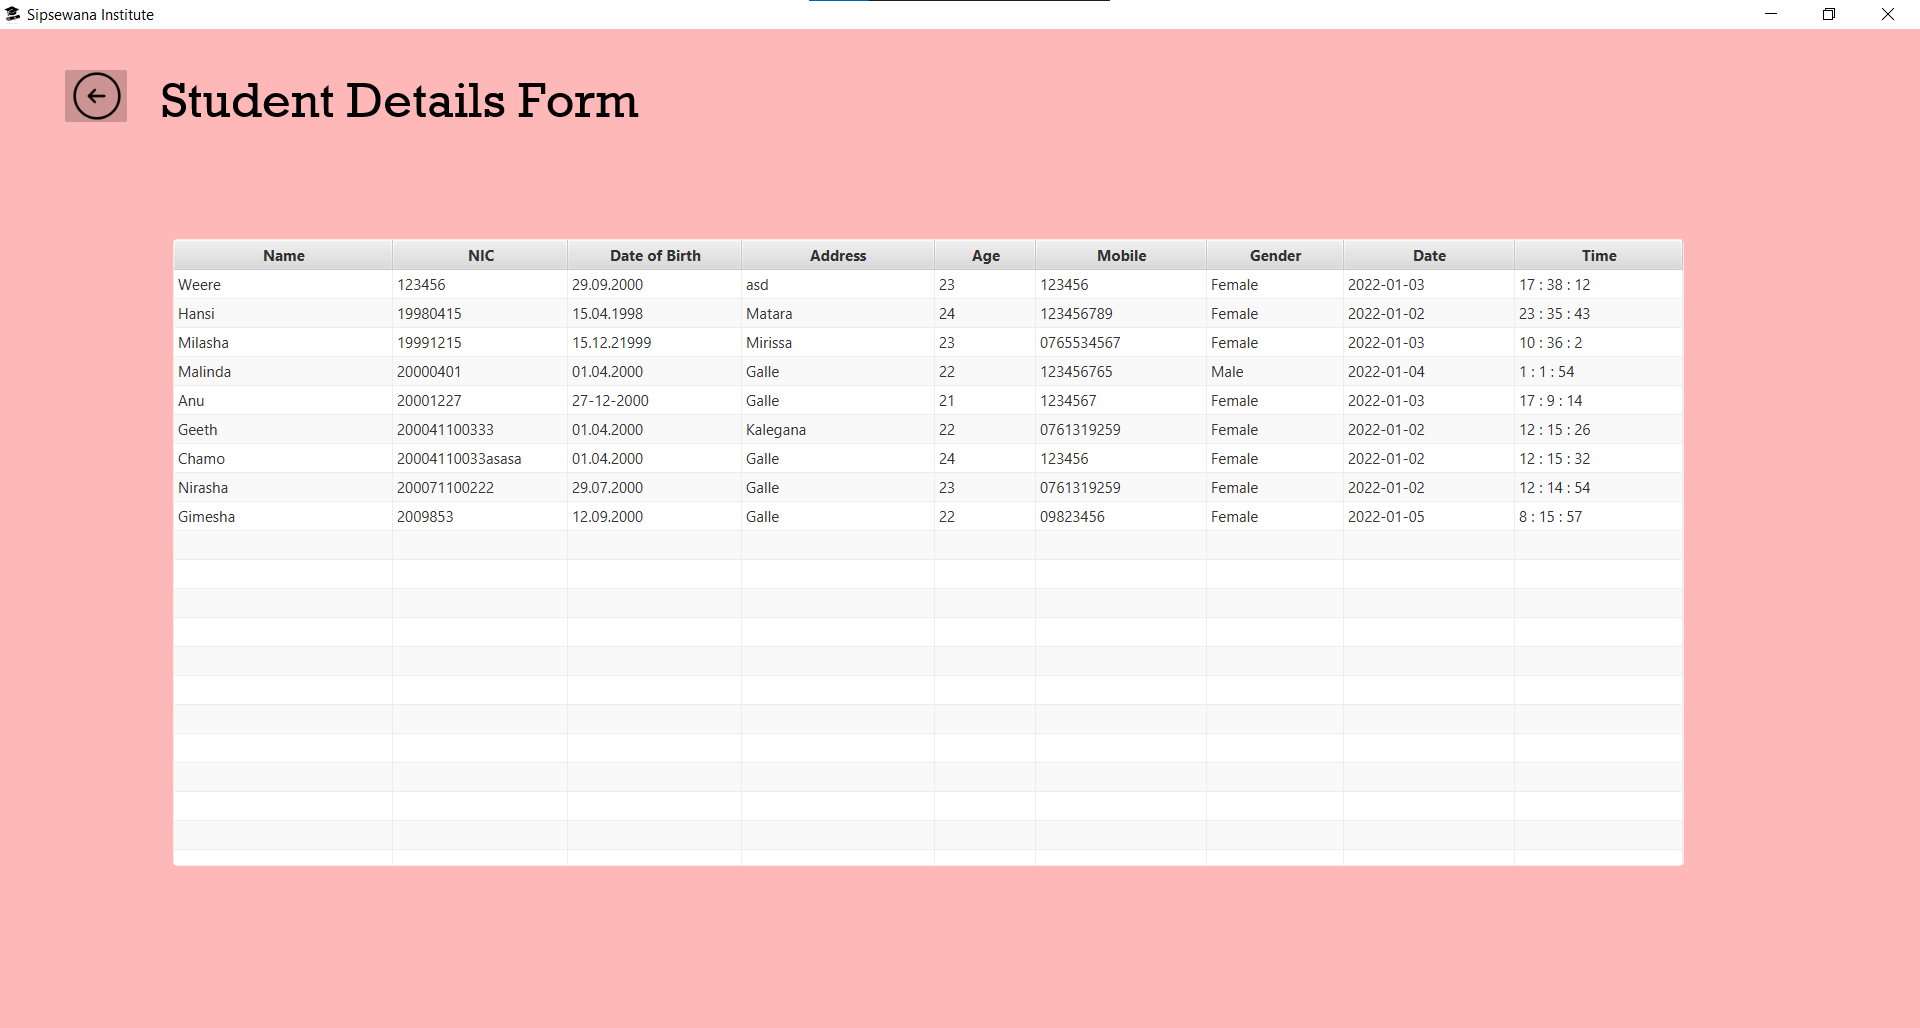 Sipsewana Institute
Student Details Form
Name NIC Date of Birth Address Age Mobile Gender Date Time
Weere 123456 29.09.2000 asd 23 123456 Female 2022-01-03 17 : 38 : 12
Hansi 19980415 15.04.1998 Matara 24 123456789 Female 2022-01-02 23 : 35 : 43
Milasha 19991215 15.12.21999 Mirissa 23 0765534567 Female 2022-01-03 10 : 36 : 2
Malinda 20000401 01.04.2000 Galle 22 123456765 Male 2022-01-04 1 : 1 : 54
Anu 20001227 27-12-2000 Galle 21 1234567 Female 2022-01-03 17 : 9 : 14
Geeth 200041100333 01.04.2000 Kalegana 22 0761319259 Female 2022-01-02 12 : 15 : 26
Chamo 20004110033asasa 01.04.2000 Galle 24 123456 Female 2022-01-02 12 : 15 : 32
Nirasha 200071100222 29.07.2000 Galle 23 0761319259 Female 2022-01-02 12 : 14 : 54
Gimesha 2009853 12.09.2000 Galle 22 09823456 Female 2022-01-05 8 : 15 : 57